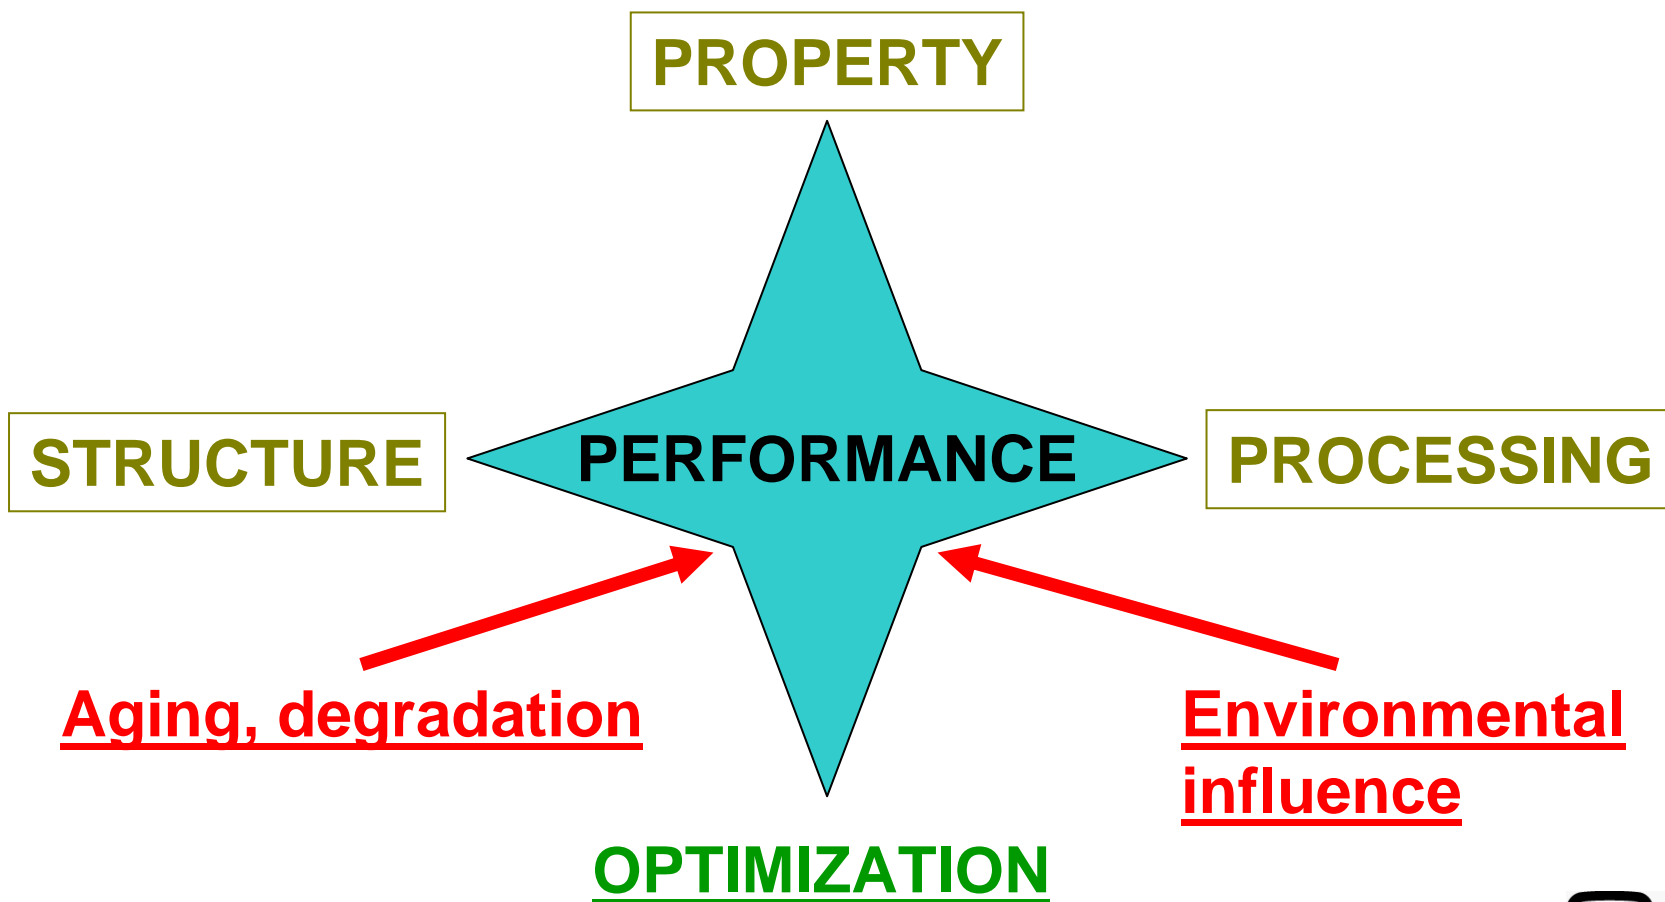 PROPERTY
STRUCTURE
PERFORMANCE
PROCESSING
Aging, degradation
Environmental
influence
OPTIMIZATION